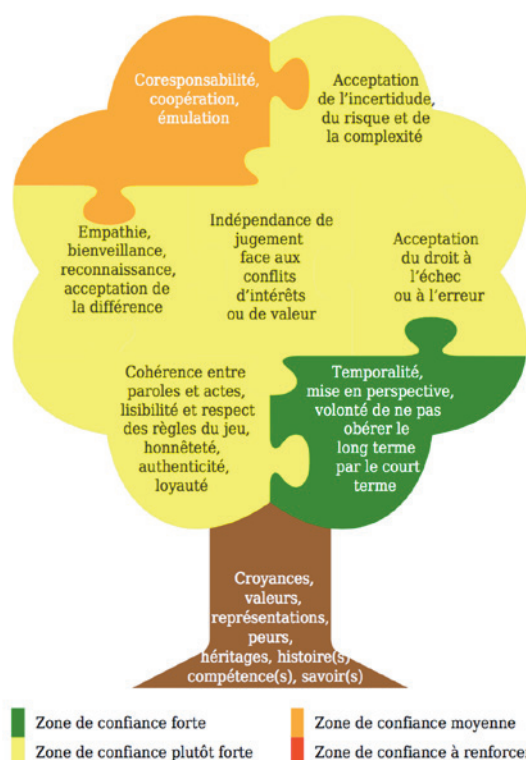 Coresponsabilité,
coopération,
émulation
Acceptation
de l'incertidude,
du risque et de
la complexité
Empathie,
bienveillance,
reconnaissance,
acceptation de
la différence
Indépendance de
jugement
face aux
conflits
d'intérêts
ou de valeur
Acceptation
du droit à
l'échec
ou à l'erreur
Cohérence entre
paroles et actes,
lisibilité et respect
des règles du jeu,
honnêteté,
authenticité,
loyauté
Temporalité,
mise en perspective,
volonté de ne pas
obérer le
long terme
par le court
terme
Croyances,
valeurs,
représentations,
peurs,
héritages, histoire(s)
compétence(s), savoir(s)
Zone de confiance forte
Zone de confiance plutôt forte
Zone de confiance moyenne
Zone de confiance à renforcer